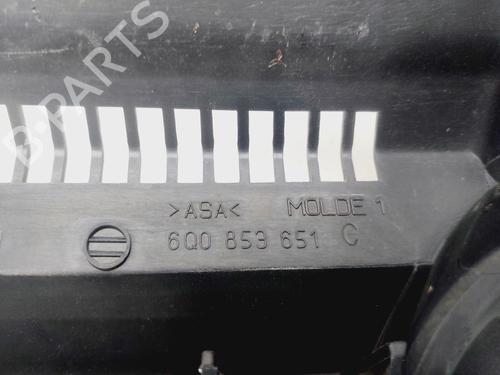 B-PARTS
>ASA< MOLDE 1
6Q0 853 651 C